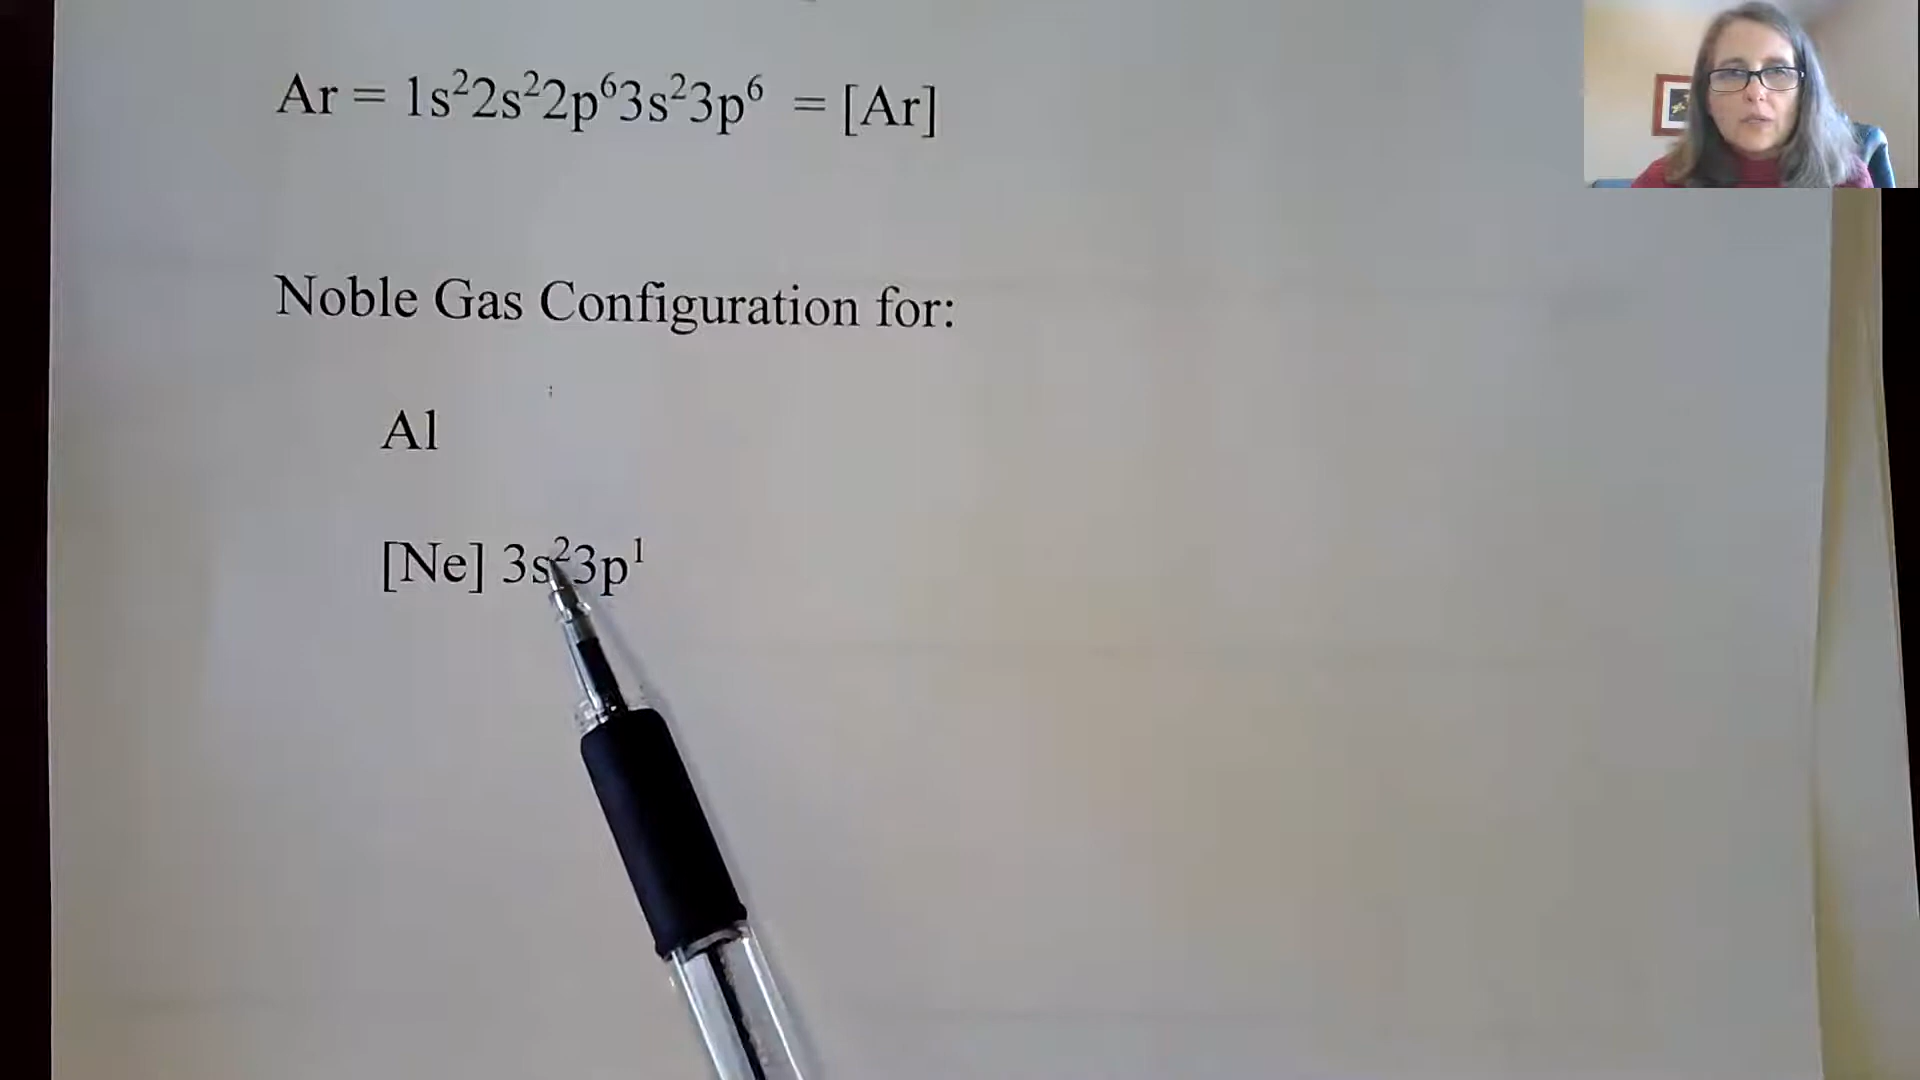 Ar = 1s²2s²2p⁶3s²3p⁶ = [Ar]
Noble Gas Configuration for:
Al
[Ne] 3s²3p¹